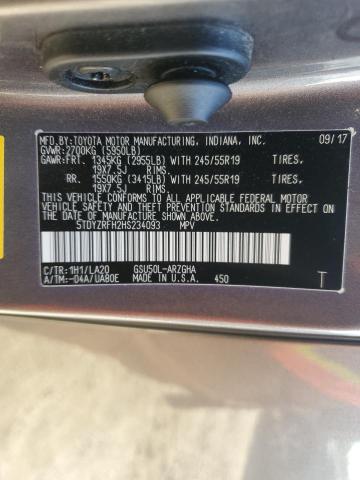 MFD.BY:TOYOTA MOTOR MANUFACTURING, INDIANA, INC. 09/17
GVWR:2700KG (5950LB)
GAWR:FRT. 1345KG (2955LB) WITH 245/55R19 TIRES,
19X7.5J RIMS.
RR. 1550KG (3415LB) WITH 245/55R19 TIRES,
19X7.5J RIMS.
THIS VEHICLE CONFORMS TO ALL APPLICABLE FEDERAL MOTOR
VEHICLE SAFETY AND THEFT PREVENTION STANDARDS IN
EFFECT ON THE DATE OF MANUFACTURE SHOWN ABOVE.
5TDYZRFH2HS234093 MPV
C/TR:1H1/LA20 GSU50L-ARZGHA
A/TM:-04A/UA80E MADE IN U.S.A. 450 T